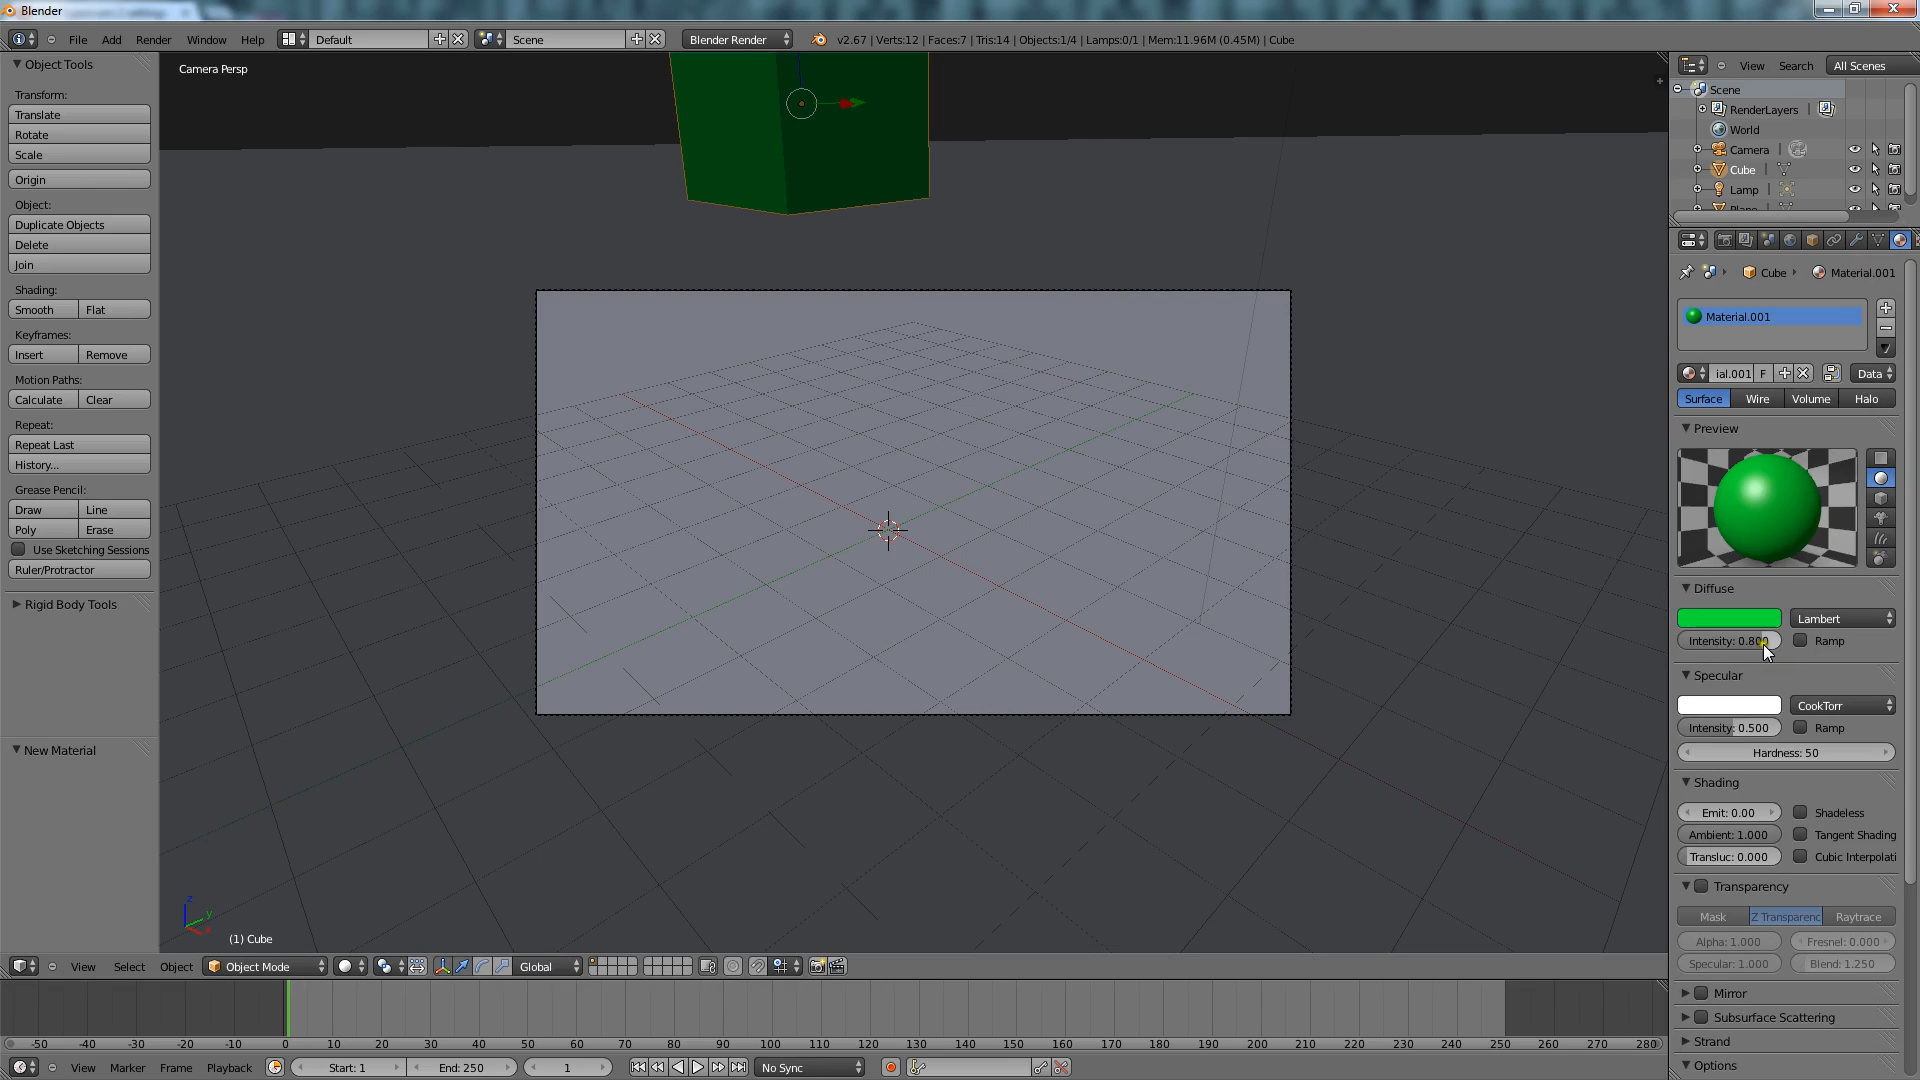 Blender
File Add Render Window Help Default Scene Blender Render v2.67 | Verts:12 | Faces:7 | Tris:14 | Objects:1/4 | Lamps:0/1 | Mem:11.96M (0.45M) | Cube
Object Tools
Transform:
Translate
Rotate
Scale
Origin
Object:
Duplicate Objects
Delete
Join
Shading:
Smooth Flat
Keyframes:
Insert Remove
Motion Paths:
Calculate Clear
Repeat:
Repeat Last
History...
Grease Pencil:
Draw Line
Poly Erase
Use Sketching Sessions
Ruler/Protractor
Rigid Body Tools
New Material
Camera Persp
z
y
x
(1) Cube
View Select Object Object Mode Global
View Search All Scenes
Scene
RenderLayers |
World
Camera |
Cube |
Lamp |
Plane |
Cube Material.001
Material.001
ial.001 F Data
Surface Wire Volume Halo
Preview
Diffuse
Lambert
Intensity: 0.800 Ramp
Specular
CookTorr
Intensity: 0.500 Ramp
Hardness: 50
Shading
Emit: 0.00 Shadeless
Ambient: 1.000 Tangent Shading
Transluc: 0.000 Cubic Interpolati
Transparency
Mask Z Transparenc Raytrace
Alpha: 1.000 Fresnel: 0.000
Specular: 1.000 Blend: 1.250
Mirror
Subsurface Scattering
Strand
Options
-50 -40 -30 -20 -10 0 10 20 30 40 50 60 70 80 90 100 110 120 130 140 150 160 170 180 190 200 210 220 230 240 250 260 270 280
View Marker Frame Playback Start: 1 End: 250 1 No Sync